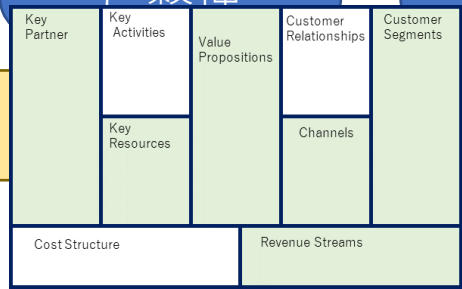 Key
Partner
Key
Activities
Key
Resources
Value
Propositions
Customer
Relationships
Channels
Customer
Segments
Cost Structure
Revenue Streams